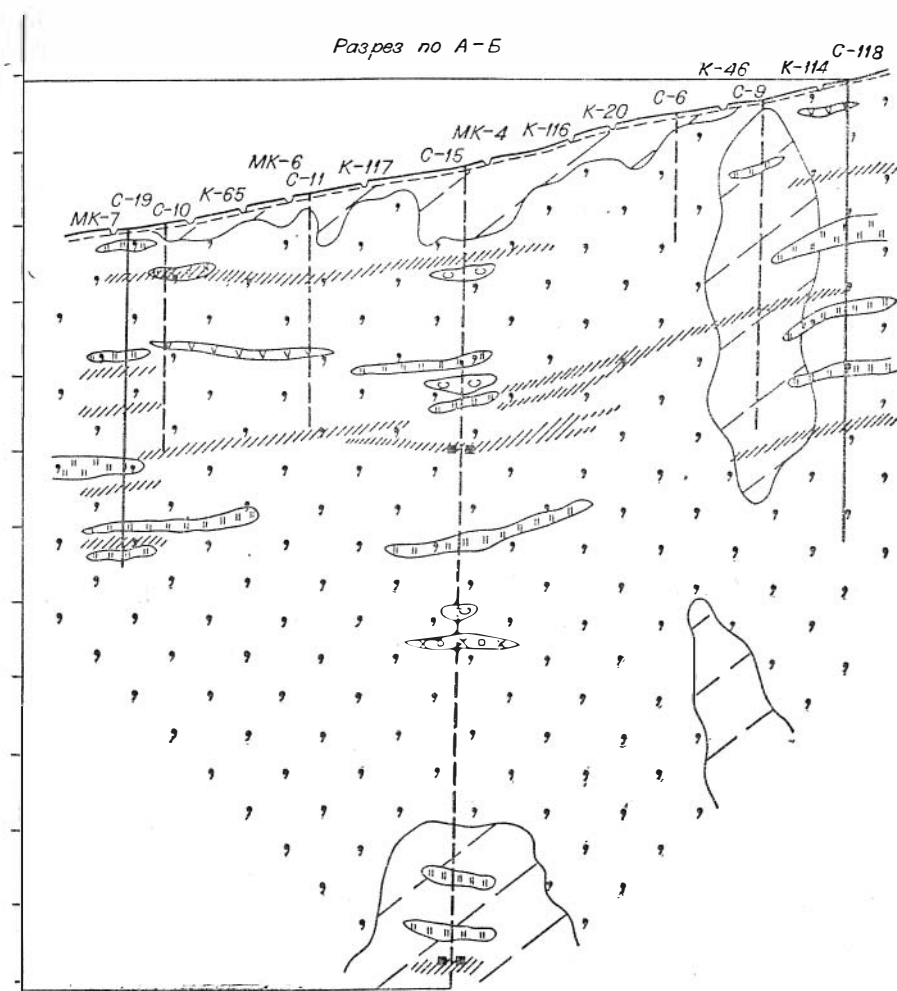 Разрез по А-Б
С-118
К-46
К-114
С-9
С-6
К-20
К-116
МК-4
С-15
К-117
МК-6
С-11
К-65
С-19
С-10
МК-7